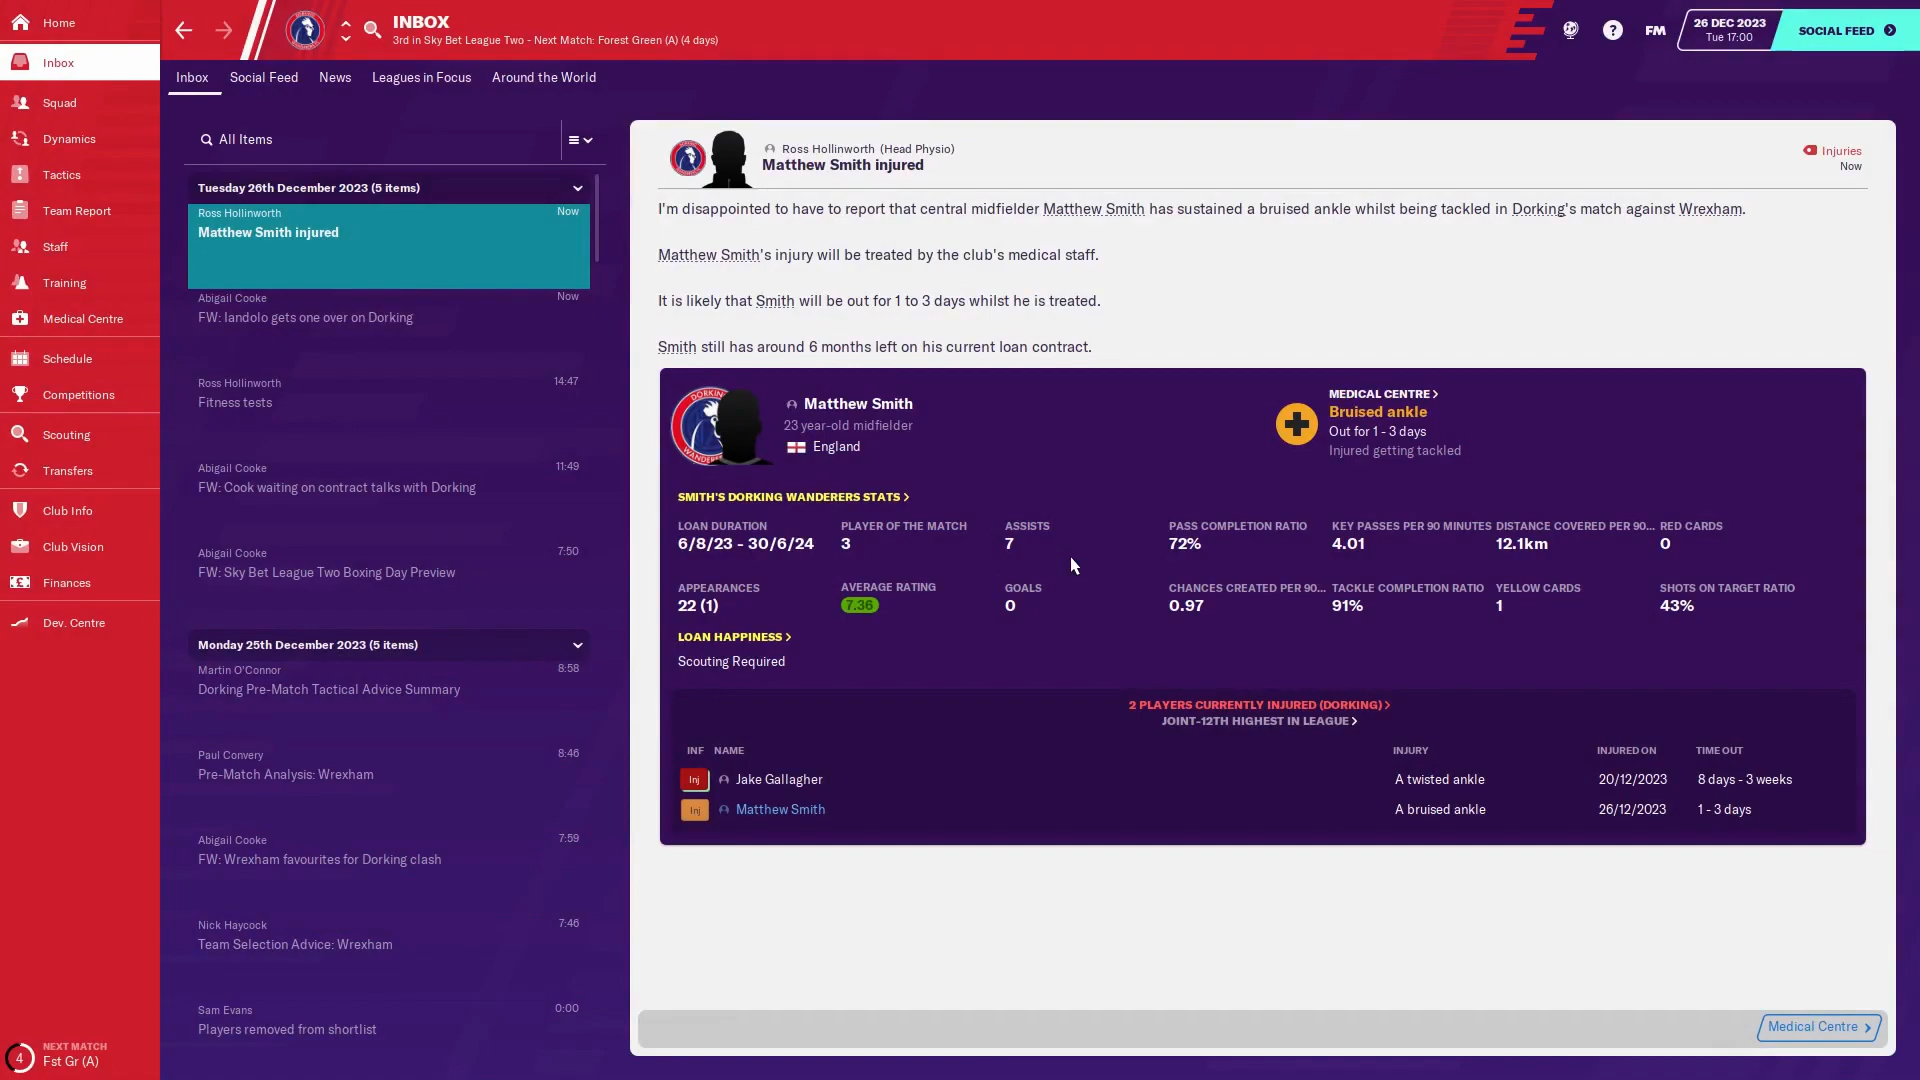 Home
Inbox
Squad
Dynamics
Tactics
Team Report
Staff
Training
Medical Centre
Schedule
Competitions
Scouting
Transfers
Club Info
Club Vision
Finances
Dev. Centre
4
NEXT MATCH
Fst Gr (A)
INBOX
3rd in Sky Bet League Two - Next Match: Forest Green (A) (4 days)
FM
26 DEC 2023
Tue 17:00
SOCIAL FEED
Inbox Social Feed News Leagues in Focus Around the World
All Items
Tuesday 26th December 2023 (5 items)
Ross Hollinworth Now
Matthew Smith injured
Abigail Cooke Now
FW: Iandolo gets one over on Dorking
Ross Hollinworth 14:47
Fitness tests
Abigail Cooke 11:49
FW: Cook waiting on contract talks with Dorking
Abigail Cooke 7:50
FW: Sky Bet League Two Boxing Day Preview
Monday 25th December 2023 (5 items)
Martin O'Connor 8:58
Dorking Pre-Match Tactical Advice Summary
Paul Convery 8:46
Pre-Match Analysis: Wrexham
Abigail Cooke 7:59
FW: Wrexham favourites for Dorking clash
Nick Haycock 7:46
Team Selection Advice: Wrexham
Sam Evans 0:00
Players removed from shortlist
Ross Hollinworth (Head Physio)
Matthew Smith injured
Injuries
Now
I'm disappointed to have to report that central midfielder Matthew Smith has sustained a bruised ankle whilst being tackled in Dorking's match against Wrexham.
Matthew Smith's injury will be treated by the club's medical staff.
It is likely that Smith will be out for 1 to 3 days whilst he is treated.
Smith still has around 6 months left on his current loan contract.
Matthew Smith
23 year-old midfielder
England
MEDICAL CENTRE >
Bruised ankle
Out for 1 - 3 days
Injured getting tackled
SMITH'S DORKING WANDERERS STATS >
LOAN DURATION PLAYER OF THE MATCH ASSISTS PASS COMPLETION RATIO KEY PASSES PER 90 MINUTES DISTANCE COVERED PER 90... RED CARDS
6/8/23 - 30/6/24 3 7 72% 4.01 12.1km 0
APPEARANCES AVERAGE RATING GOALS CHANCES CREATED PER 90... TACKLE COMPLETION RATIO YELLOW CARDS SHOTS ON TARGET RATIO
22 (1) 7.36 0 0.97 91% 1 43%
LOAN HAPPINESS >
Scouting Required
2 PLAYERS CURRENTLY INJURED (DORKING) >
JOINT-12TH HIGHEST IN LEAGUE >
INF NAME INJURY INJURED ON TIME OUT
Inj Jake Gallagher A twisted ankle 20/12/2023 8 days - 3 weeks
Inj Matthew Smith A bruised ankle 26/12/2023 1 - 3 days
Medical Centre >